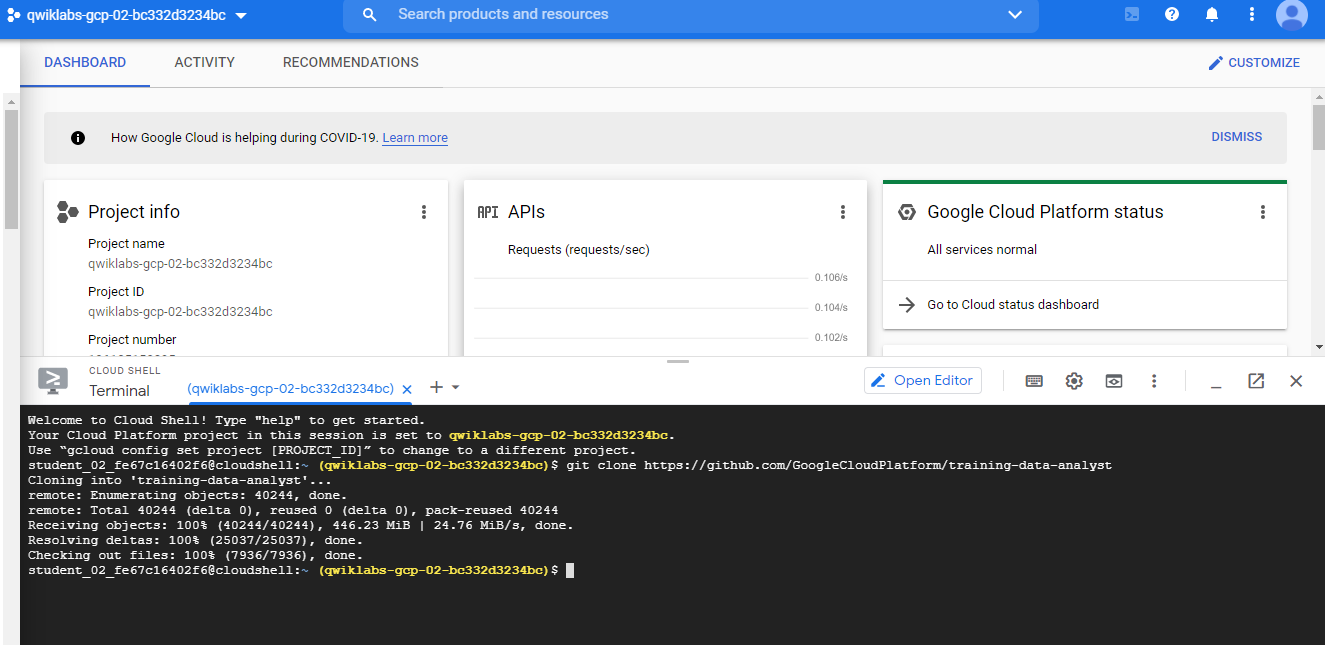 qwiklabs-gcp-02-bc332d3234bc
Search products and resources
DASHBOARD
ACTIVITY
RECOMMENDATIONS
CUSTOMIZE
How Google Cloud is helping during COVID-19. Learn more
DISMISS
Project info
Project name
qwiklabs-gcp-02-bc332d3234bc
Project ID
qwiklabs-gcp-02-bc332d3234bc
Project number
API APIs
Requests (requests/sec)
0.106/s
0.104/s
0.102/s
Google Cloud Platform status
All services normal
Go to Cloud status dashboard
CLOUD SHELL
Terminal
(qwiklabs-gcp-02-bc332d3234bc)
Open Editor
Welcome to Cloud Shell! Type "help" to get started.
Your Cloud Platform project in this session is set to qwiklabs-gcp-02-bc332d3234bc.
Use “gcloud config set project [PROJECT_ID]” to change to a different project.
student_02_fe67c16402f6@cloudshell:~ (qwiklabs-gcp-02-bc332d3234bc)$ git clone https://github.com/GoogleCloudPlatform/training-data-analyst
Cloning into 'training-data-analyst'...
remote: Enumerating objects: 40244, done.
remote: Total 40244 (delta 0), reused 0 (delta 0), pack-reused 40244
Receiving objects: 100% (40244/40244), 446.23 MiB | 24.76 MiB/s, done.
Resolving deltas: 100% (25037/25037), done.
Checking out files: 100% (7936/7936), done.
student_02_fe67c16402f6@cloudshell:~ (qwiklabs-gcp-02-bc332d3234bc)$